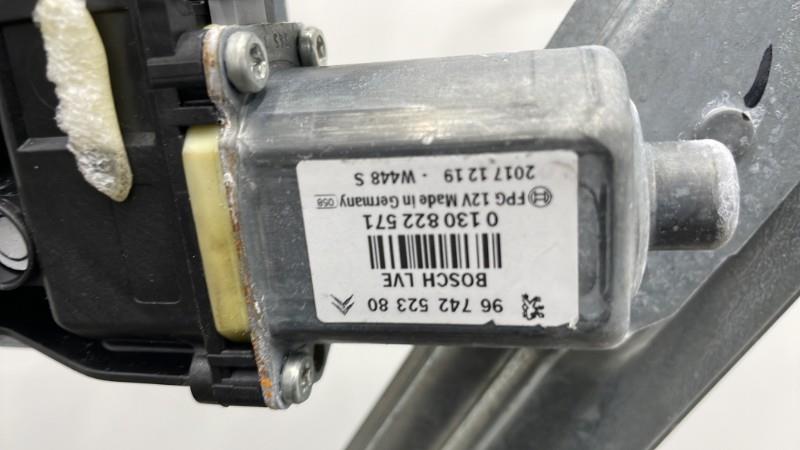 96 742 523 80
BOSCH LVE
0 130 822 571
FPG 12V Made in Germany 058
2017 12 19 - W448 S